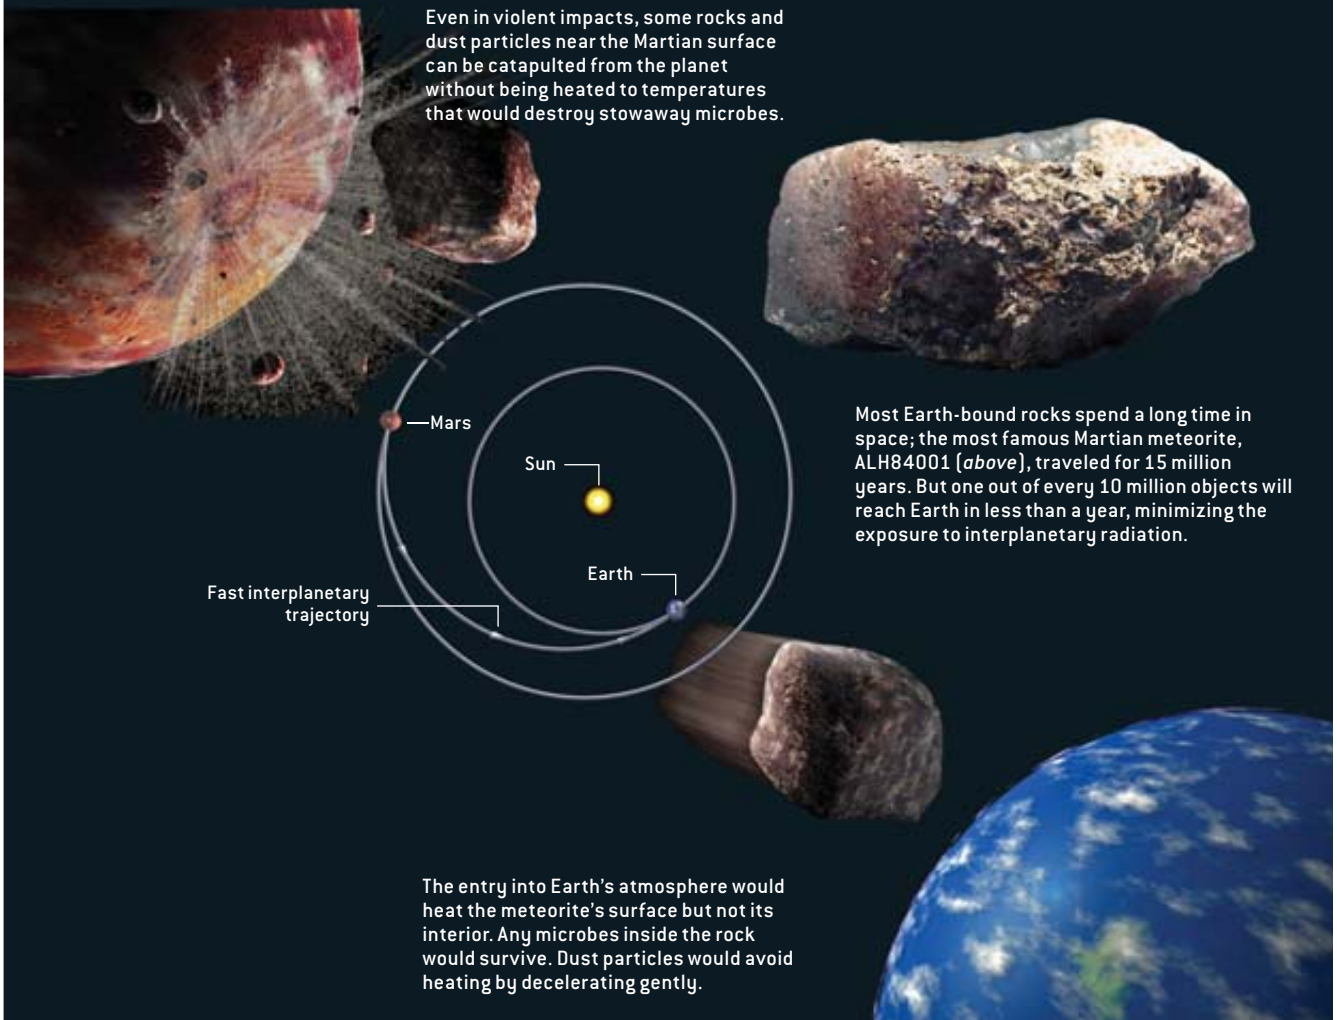 Even in violent impacts, some rocks and
dust particles near the Martian surface
can be catapulted from the planet
without being heated to temperatures
that would destroy stowaway microbes.
Mars
Sun
Most Earth-bound rocks spend a long time in
space; the most famous Martian meteorite,
ALH84001 (above), traveled for 15 million
years. But one out of every 10 million objects will
reach Earth in less than a year, minimizing the
exposure to interplanetary radiation.
Earth
Fast interplanetary
trajectory
The entry into Earth’s atmosphere would
heat the meteorite’s surface but not its
interior. Any microbes inside the rock
would survive. Dust particles would avoid
heating by decelerating gently.